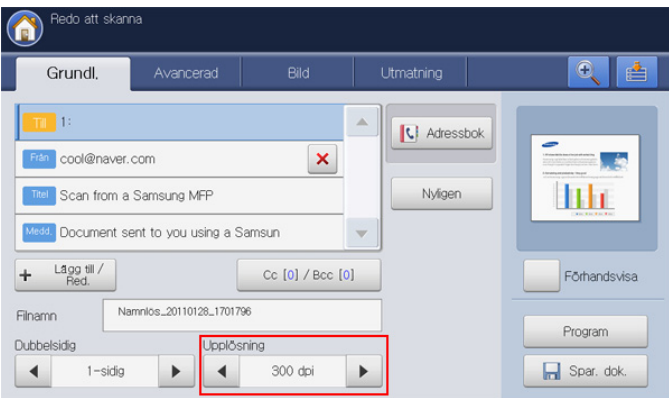 Redo att skanna
Grundl.
Avancerad
Bild
Utmatning
Till 1:
Från cool@naver.com
Titel Scan from a Samsung MFP
Medd. Document sent to you using a Samsun
Adressbok
Nyligen
+ Lägg till /
Red.
Cc [0] / Bcc [0]
Förhandsvisa
Filnamn Namnlös_20110128_1701796
Dubbelsidig
1-sidig
Upplösning
300 dpi
Program
Spar. dok.